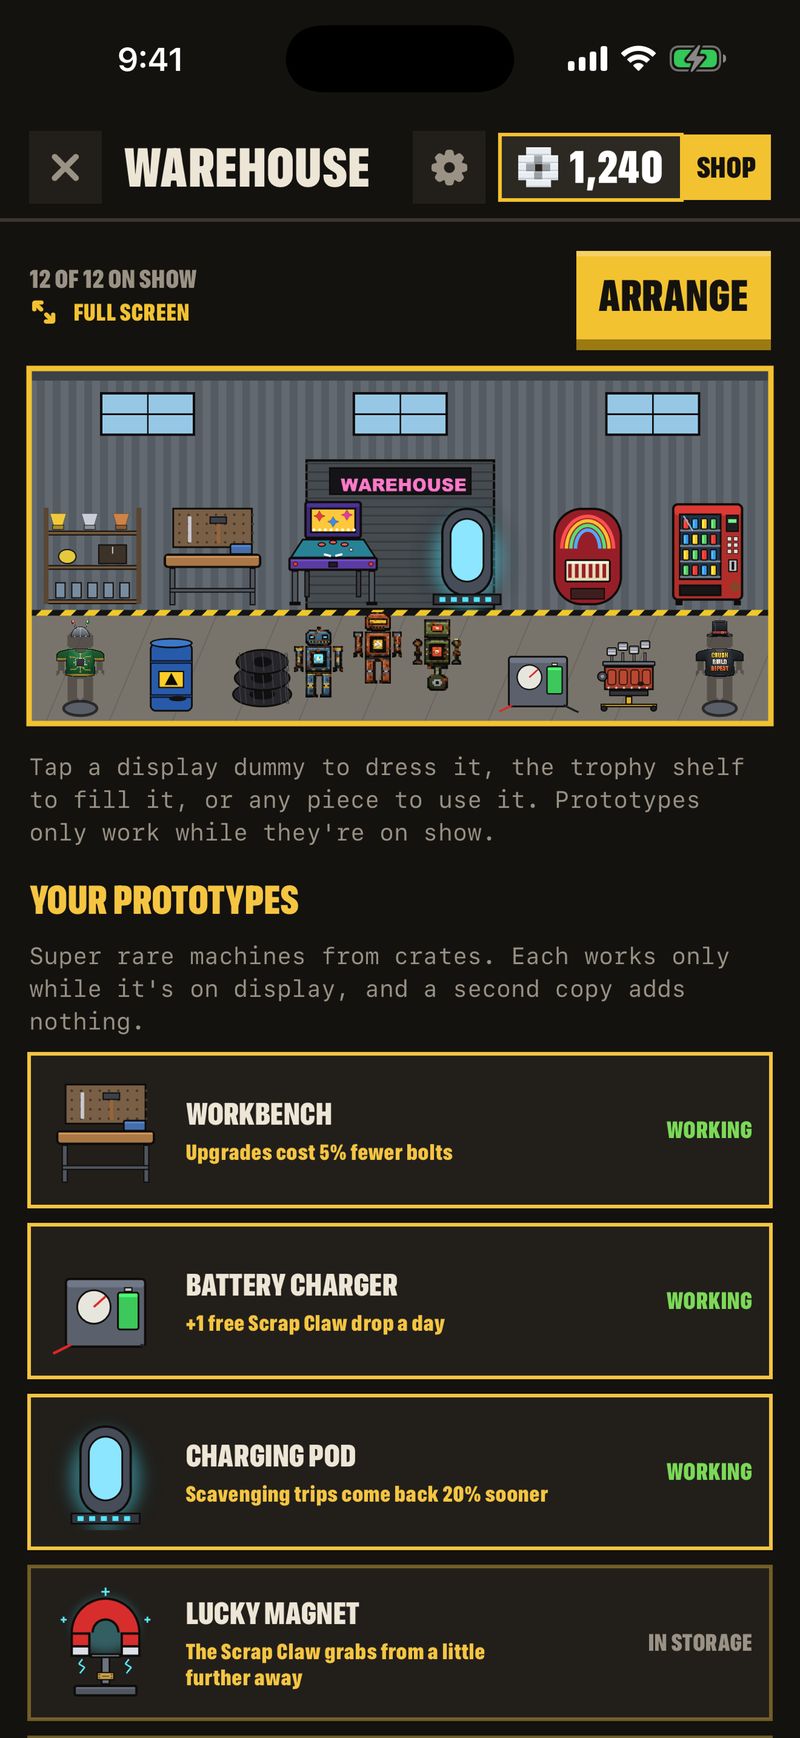 9:41
WAREHOUSE
1,240
SHOP
12 OF 12 ON SHOW
FULL SCREEN
ARRANGE
WAREHOUSE
CRUSH
BUILD
REPEAT
Tap a display dummy to dress it, the trophy shelf
to fill it, or any piece to use it. Prototypes
only work while they're on show.
YOUR PROTOTYPES
Super rare machines from crates. Each works only
while it's on display, and a second copy adds
nothing.
WORKBENCH
Upgrades cost 5% fewer bolts
WORKING
BATTERY CHARGER
+1 free Scrap Claw drop a day
WORKING
CHARGING POD
Scavenging trips come back 20% sooner
WORKING
LUCKY MAGNET
The Scrap Claw grabs from a little
further away
IN STORAGE